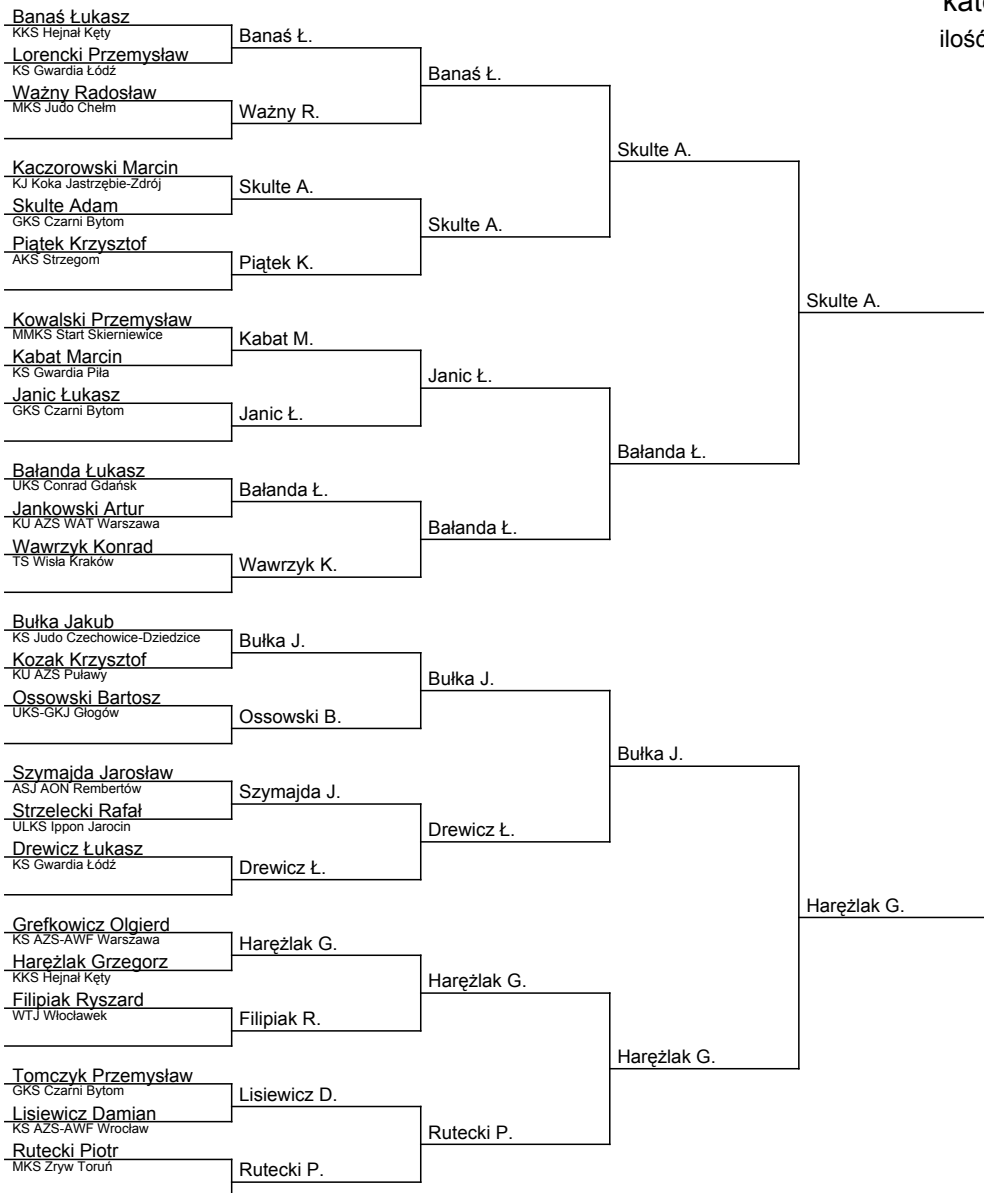 kat
ilość
Banaś Łukasz
KKS Hejnał Kęty
Lorencki Przemysław
KS Gwardia Łódź
Ważny Radosław
MKS Judo Chełm
Kaczorowski Marcin
KJ Koka Jastrzębie-Zdrój
Skulte Adam
GKS Czarni Bytom
Piątek Krzysztof
AKS Strzegom
Kowalski Przemysław
MMKS Start Skierniewice
Kabat Marcin
KS Gwardia Piła
Janic Łukasz
GKS Czarni Bytom
Bałanda Łukasz
UKS Conrad Gdańsk
Jankowski Artur
KU AZS WAT Warszawa
Wawrzyk Konrad
TS Wisła Kraków
Bułka Jakub
KS Judo Czechowice-Dziedzice
Kozak Krzysztof
KU AZS Puławy
Ossowski Bartosz
UKS-GKJ Głogów
Szymajda Jarosław
ASJ AON Rembertów
Strzelecki Rafał
ULKS Ippon Jarocin
Drewicz Łukasz
KS Gwardia Łódź
Grefkowicz Olgierd
KS AZS-AWF Warszawa
Harężlak Grzegorz
KKS Hejnał Kęty
Filipiak Ryszard
WTJ Włocławek
Tomczyk Przemysław
GKS Czarni Bytom
Lisiewicz Damian
KS AZS-AWF Wrocław
Rutecki Piotr
MKS Zryw Toruń
Banaś Ł.
Ważny R.
Skulte A.
Piątek K.
Kabat M.
Janic Ł.
Bałanda Ł.
Wawrzyk K.
Bułka J.
Ossowski B.
Szymajda J.
Drewicz Ł.
Harężlak G.
Filipiak R.
Lisiewicz D.
Rutecki P.
Banaś Ł.
Skulte A.
Janic Ł.
Bałanda Ł.
Bułka J.
Drewicz Ł.
Harężlak G.
Rutecki P.
Skulte A.
Bałanda Ł.
Bułka J.
Harężlak G.
Skulte A.
Harężlak G.